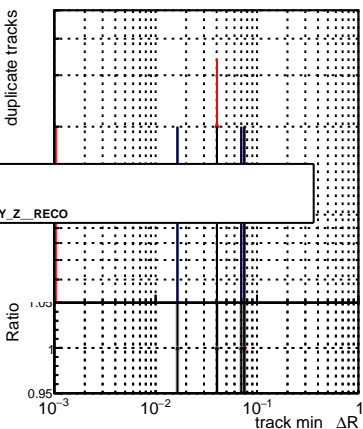 duplicate tracks
Y_Z__RECO
1.05
Ratio
1
0.95
10⁻³ 10⁻² 10⁻¹ 1
track min ΔR